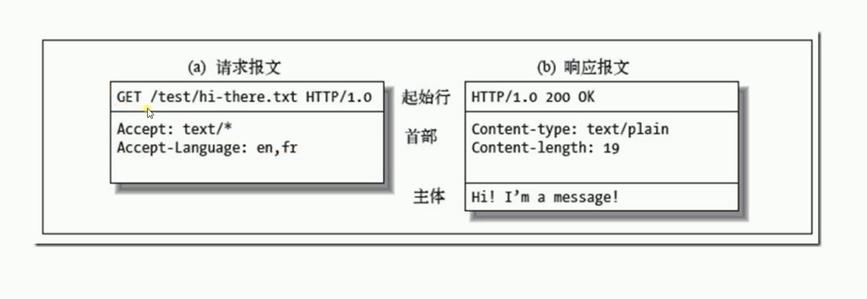 (a) 请求报文
GET /test/hi-there.txt HTTP/1.0
Accept: text/*
Accept-Language: en,fr
起始行
首部
主体
(b) 响应报文
HTTP/1.0 200 OK
Content-type: text/plain
Content-length: 19
Hi! I’m a message!